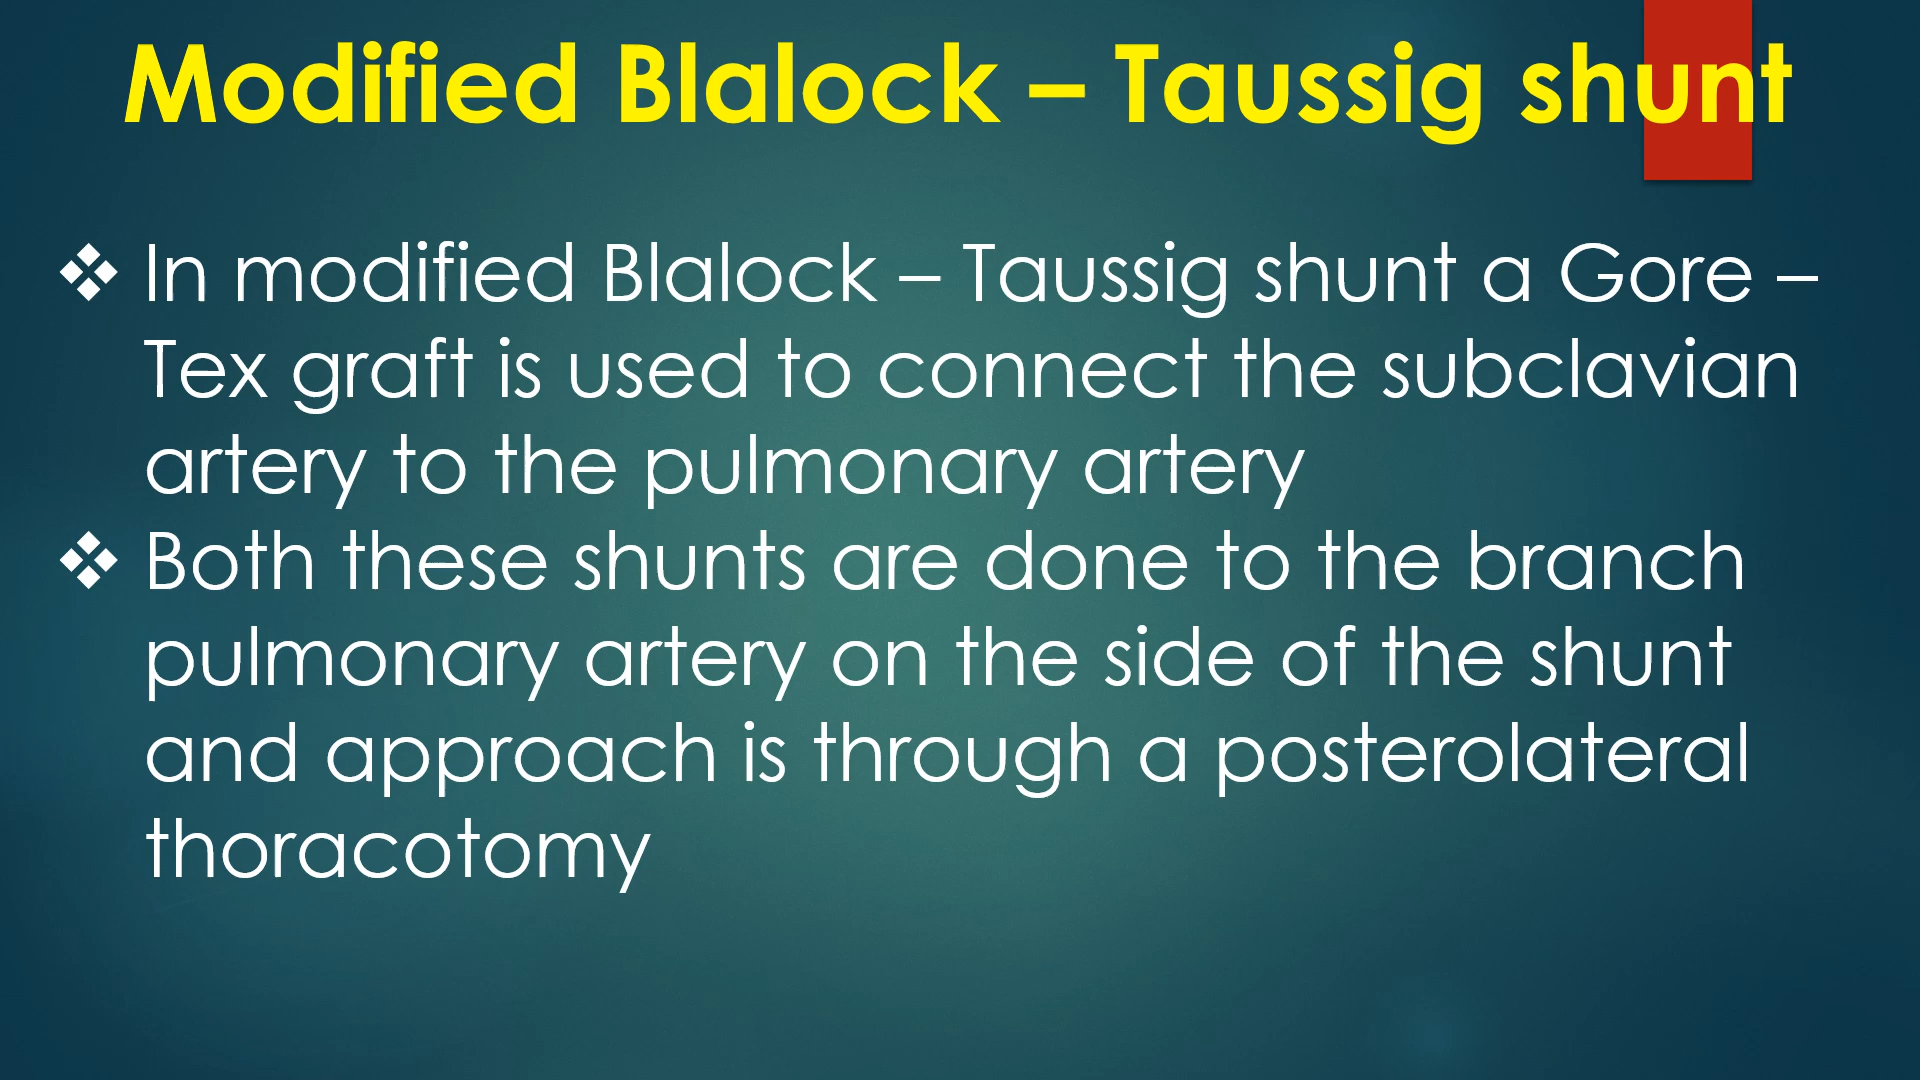 Modified Blalock – Taussig shunt
❖ In modified Blalock – Taussig shunt a Gore –
Tex graft is used to connect the subclavian
artery to the pulmonary artery
❖ Both these shunts are done to the branch
pulmonary artery on the side of the shunt
and approach is through a posterolateral
thoracotomy